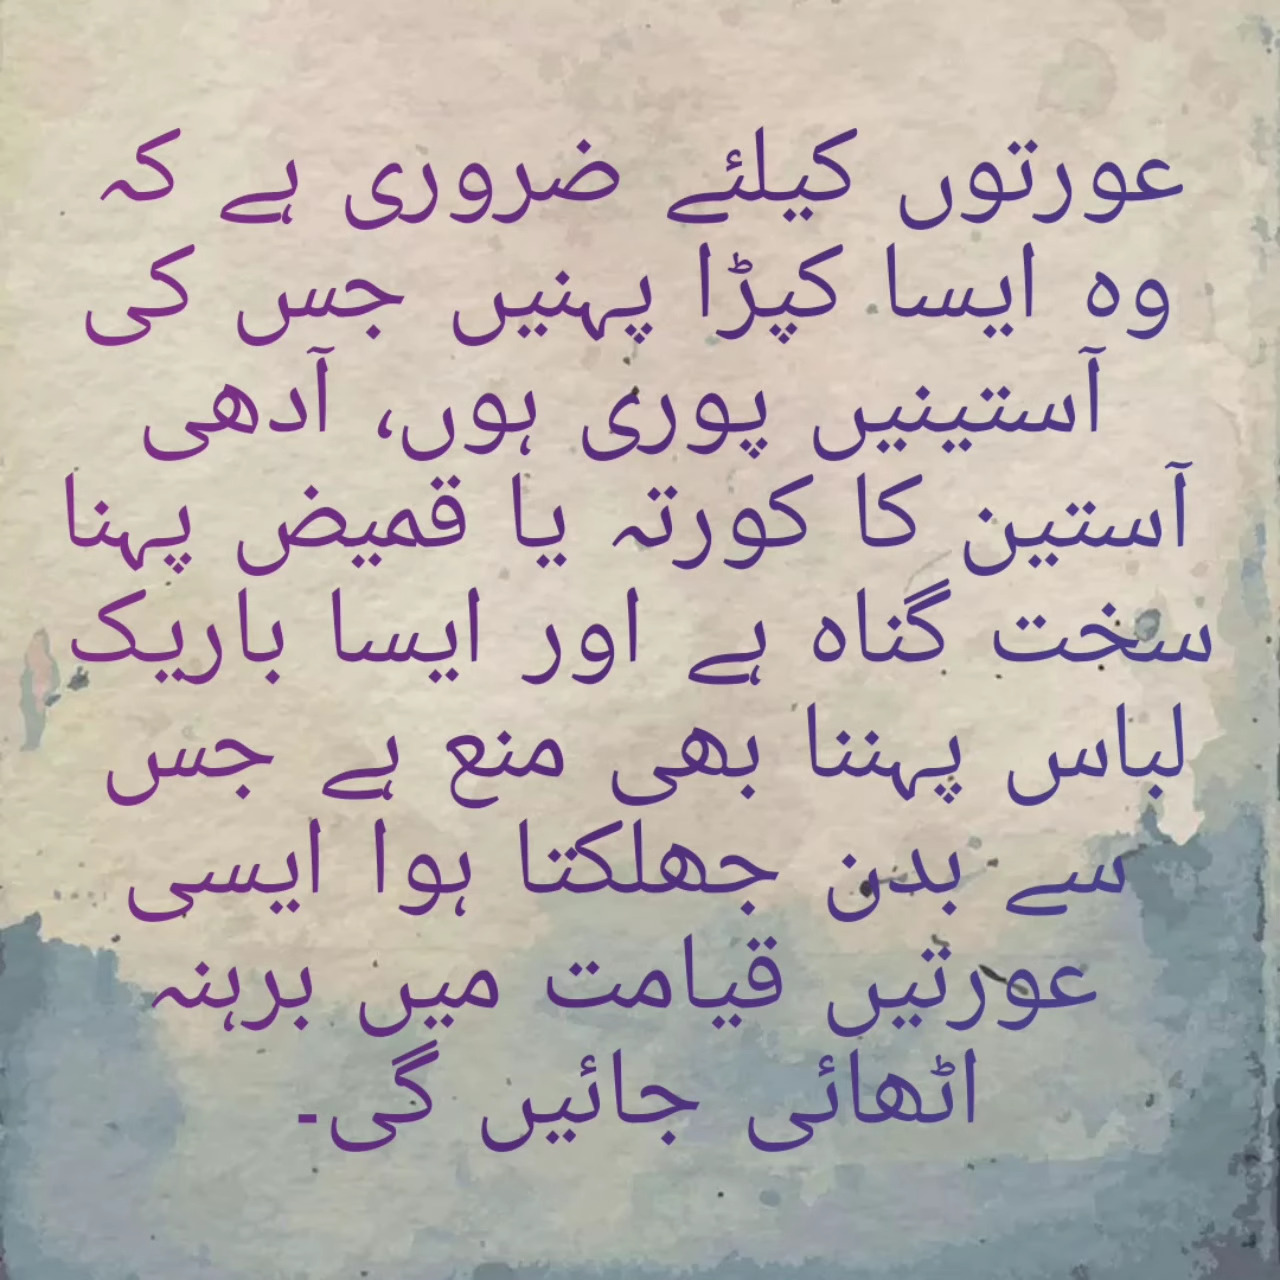 عورتوں کیلئے ضروری ہے کہ
وہ ایسا کپڑا پہنیں جس کی
آستینیں پوری ہوں، آدھی
آستین کا کورتہ یا قمیض پہنا
سخت گناہ ہے اور ایسا باریک
لباس پہننا بھی منع ہے جس
سے بدن جھلکتا ہوا ایسی
عورتیں قیامت میں برہنہ
اٹھائی جائیں گی۔